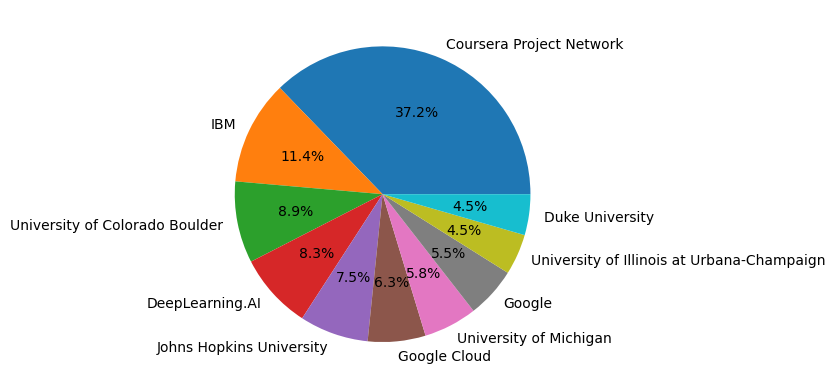 Coursera Project Network
37.2%
IBM
11.4%
University of Colorado Boulder
8.9%
DeepLearning.AI
8.3%
Johns Hopkins University
7.5%
Google Cloud
6.3%
University of Michigan
5.8%
Google
5.5%
University of Illinois at Urbana-Champaign
4.5%
Duke University
4.5%